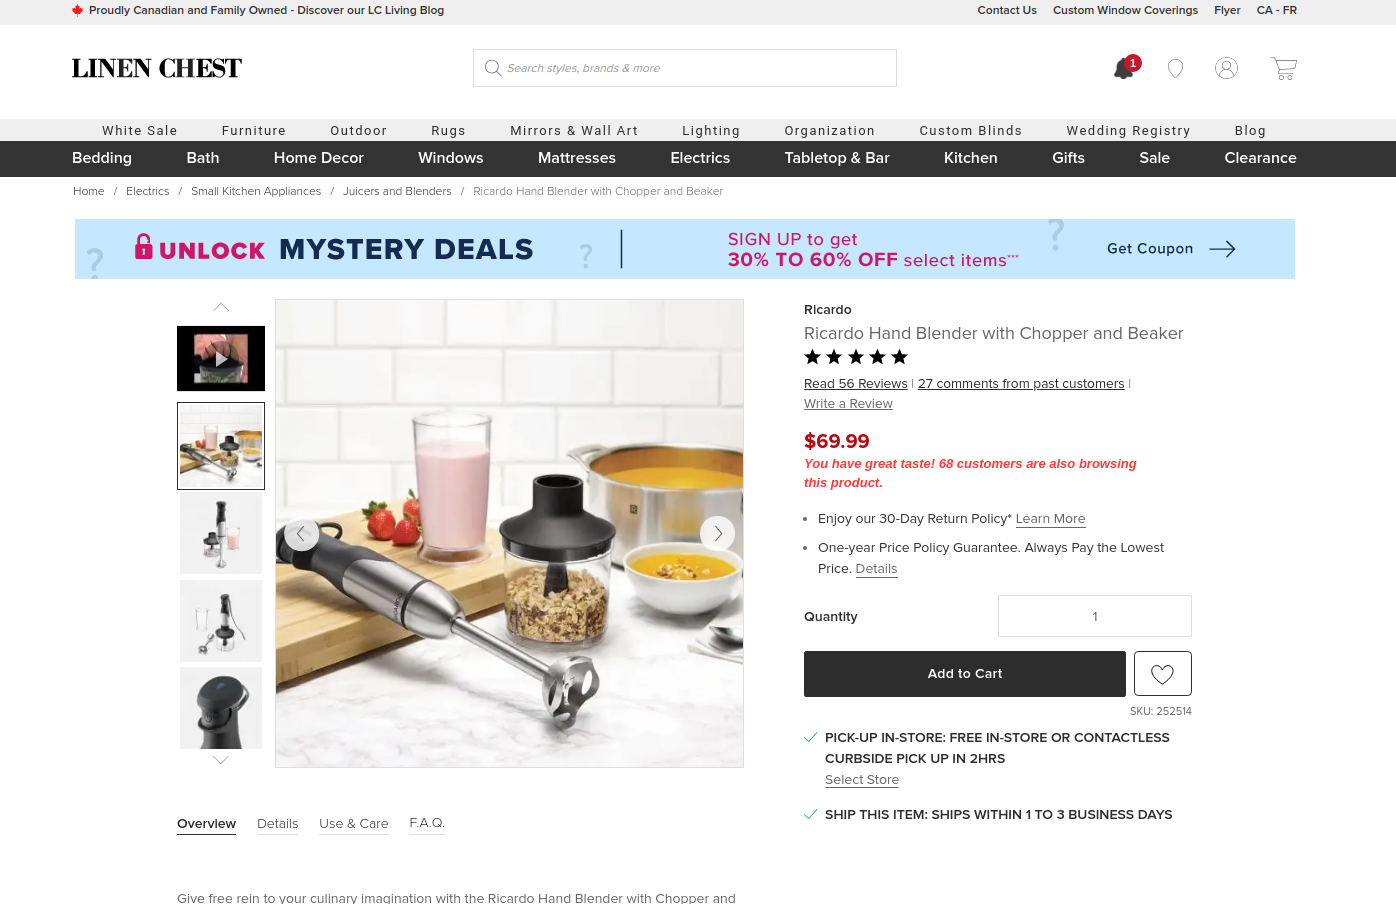 Proudly Canadian and Family Owned - Discover our LC Living Blog
Contact Us Custom Window Coverings Flyer CA - FR
LINEN CHEST
Search styles, brands & more
1
White Sale Furniture Outdoor Rugs Mirrors & Wall Art Lighting Organization Custom Blinds Wedding Registry Blog
Bedding Bath Home Decor Windows Mattresses Electrics Tabletop & Bar Kitchen Gifts Sale Clearance
Home / Electrics / Small Kitchen Appliances / Juicers and Blenders / Ricardo Hand Blender with Chopper and Beaker
? UNLOCK MYSTERY DEALS ?
SIGN UP to get
30% TO 60% OFF select items***
?
Get Coupon
Ricardo
Ricardo Hand Blender with Chopper and Beaker
Read 56 Reviews | 27 comments from past customers |
Write a Review
$69.99
You have great taste! 68 customers are also browsing
this product.
Enjoy our 30-Day Return Policy* Learn More
One-year Price Policy Guarantee. Always Pay the Lowest
Price. Details
Quantity
1
Add to Cart
SKU: 252514
PICK-UP IN-STORE: FREE IN-STORE OR CONTACTLESS
CURBSIDE PICK UP IN 2HRS
Select Store
SHIP THIS ITEM: SHIPS WITHIN 1 TO 3 BUSINESS DAYS
Overview Details Use & Care F.A.Q.
Give free rein to your culinary imagination with the Ricardo Hand Blender with Chopper and